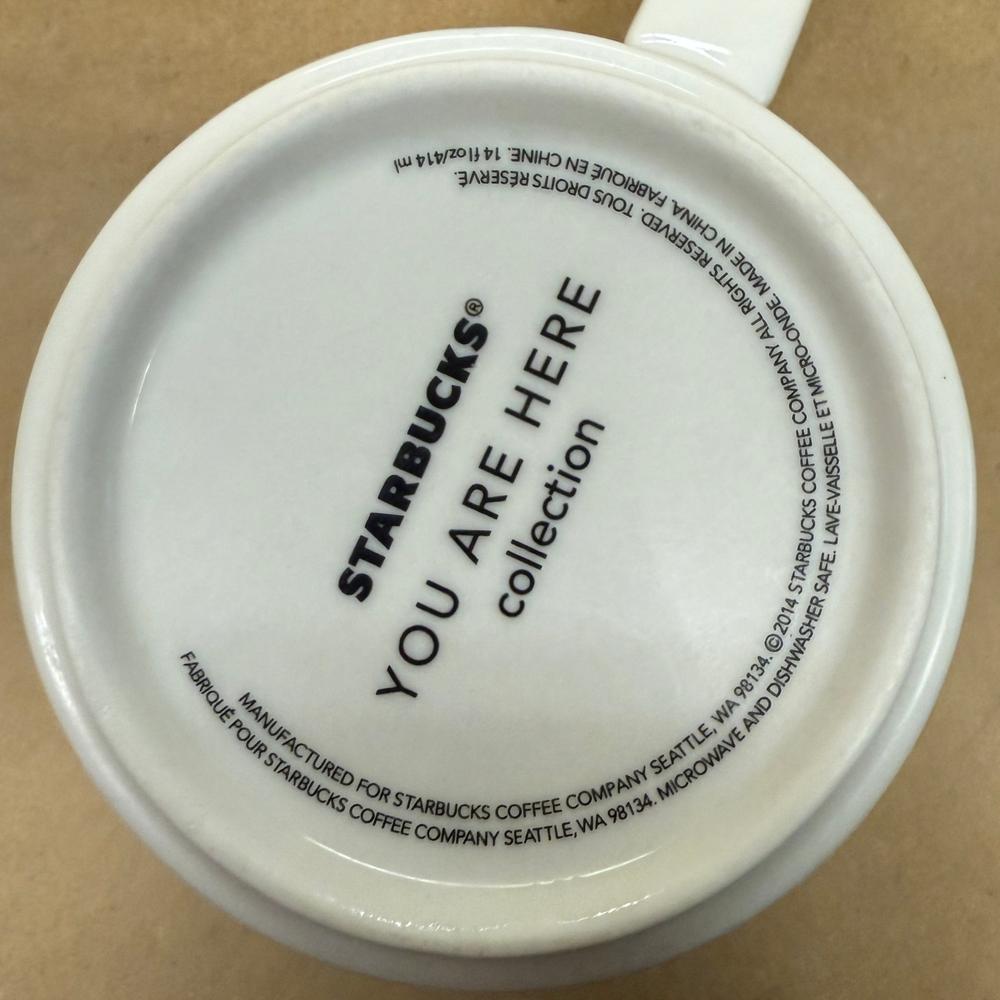 STARBUCKS®
YOU ARE HERE
collection
MANUFACTURED FOR STARBUCKS COFFEE COMPANY SEATTLE, WA 98134. ©2014 STARBUCKS COFFEE COMPANY ALL RIGHTS RESERVED. TOUS DROITS RÉSERVÉ.
FABRIQUÉ POUR STARBUCKS COFFEE COMPANY SEATTLE, WA 98134. MICROWAVE AND DISHWASHER SAFE. LAVE-VAISSELLE ET MICRO-ONDE. MADE IN CHINA. FABRIQUÉ EN CHINE. 14 fl oz/414 ml